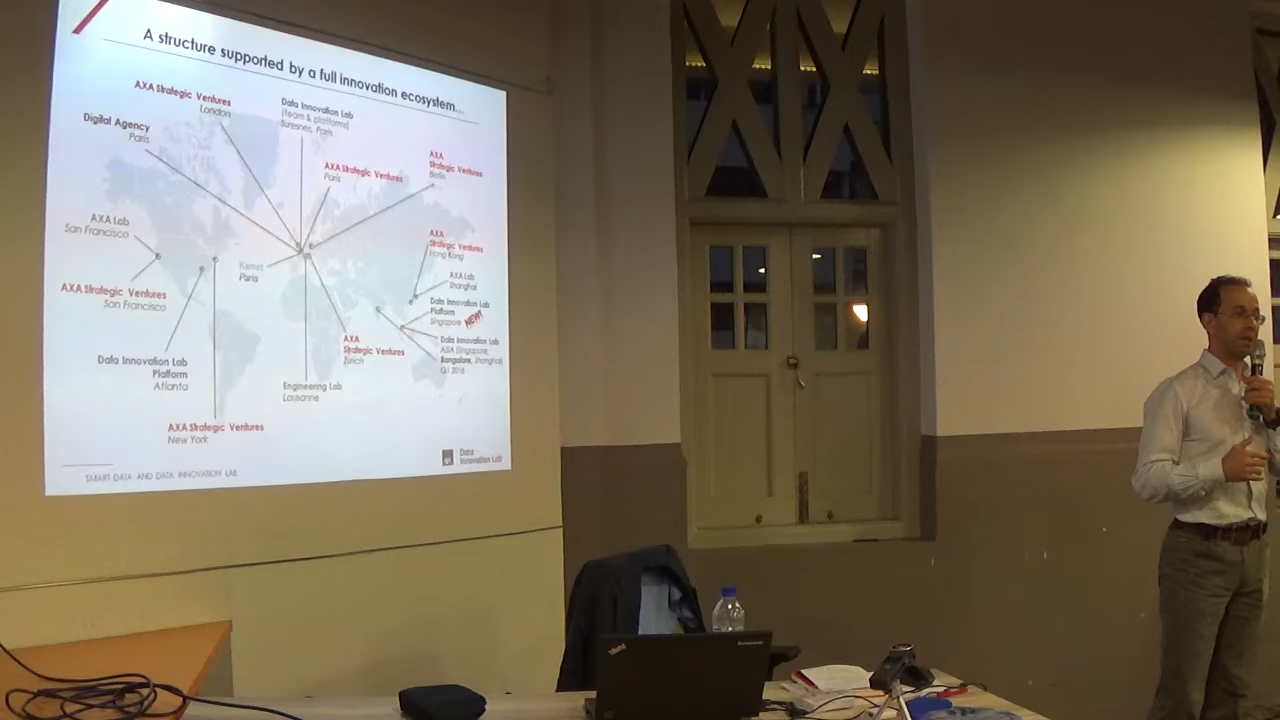 A structure supported by a full innovation ecosystem...
AXA Strategic Ventures
London
Data Innovation Lab
(team & platform)
Suresnes, Paris
Digital Agency
Paris
AXA Strategic Ventures
Paris
AXA
Strategic Ventures
Berlin
AXA Lab
San Francisco
AXA
Strategic Ventures
Hong Kong
Kamet
Paris
AXA Lab
Shanghai
AXA Strategic Ventures
San Francisco
Data Innovation Lab
Platform
Singapore NEW!
Data Innovation Lab
ASIA (Singapore,
Bangalore, Shanghai)
Q1 2016
AXA
Strategic Ventures
Zurich
Data Innovation Lab
Platform
Atlanta
Engineering Lab
Lausanne
AXA Strategic Ventures
New York
SMART DATA AND DATA INNOVATION LAB
Data
Innovation Lab
ThinkPad